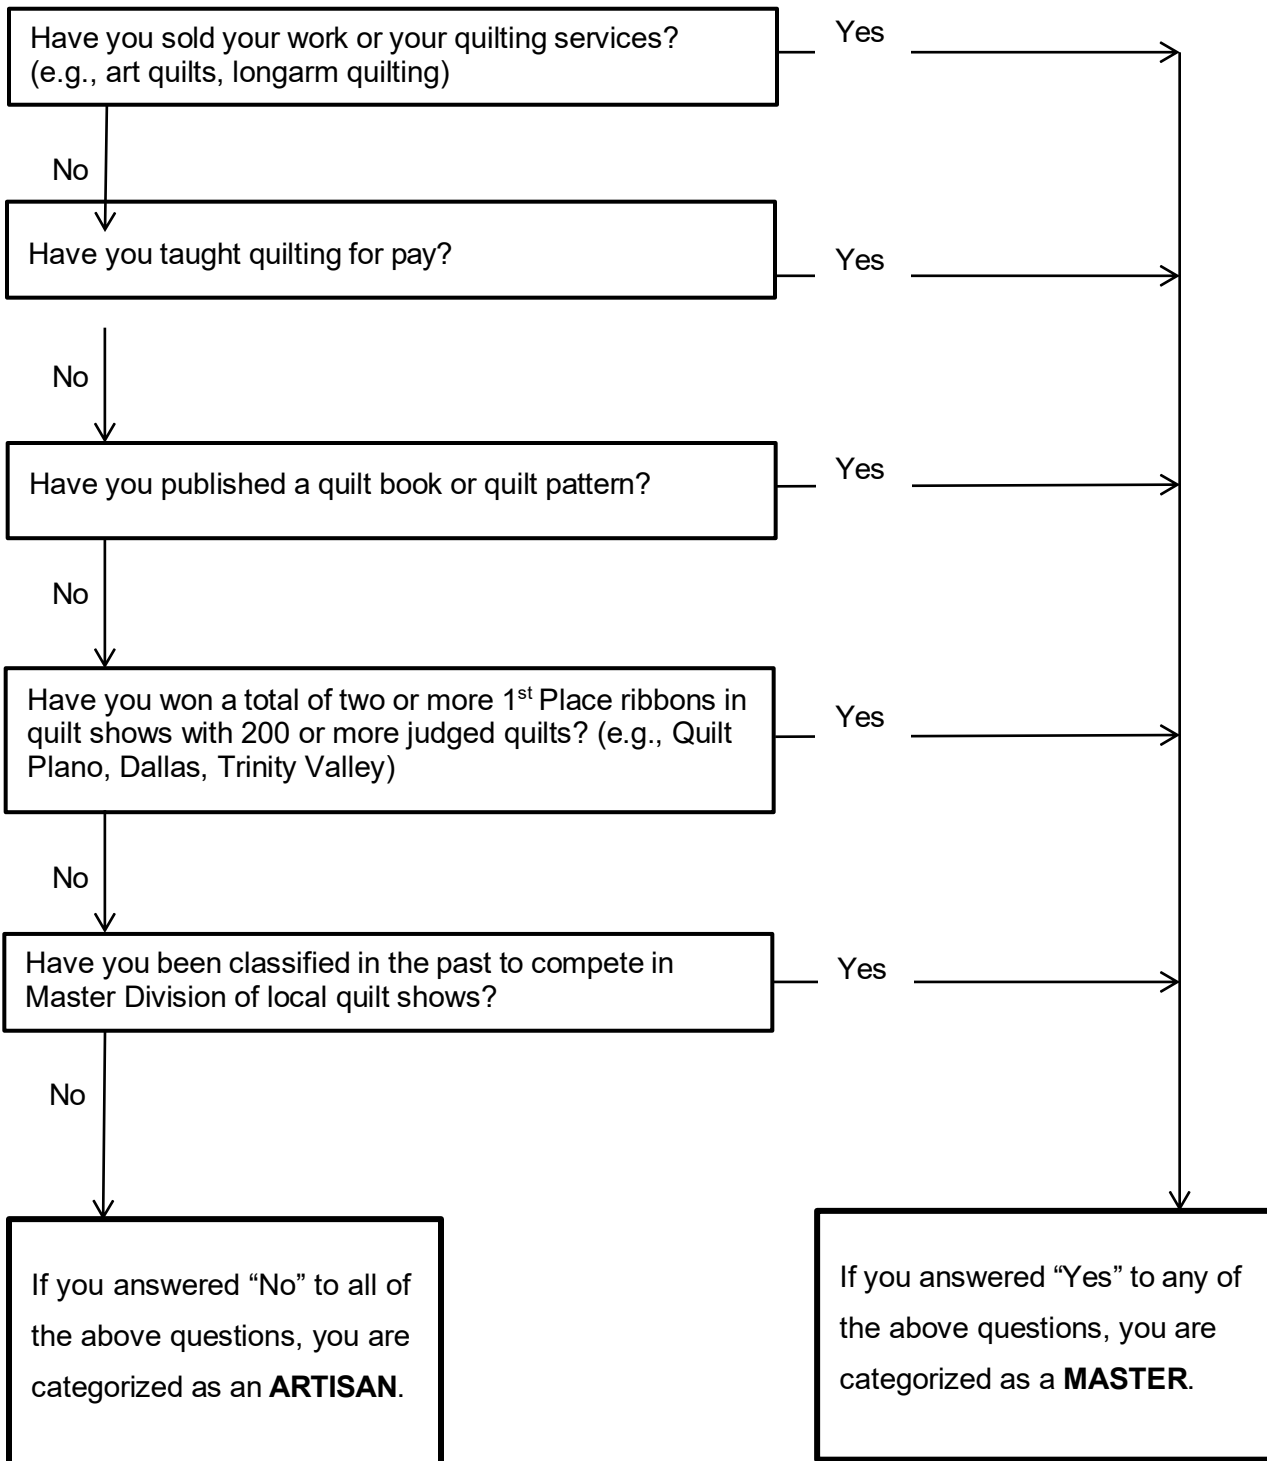 Have you sold your work or your quilting services?
(e.g., art quilts, longarm quilting)
Yes
No
Have you taught quilting for pay?
Yes
No
Have you published a quilt book or quilt pattern?
Yes
No
Have you won a total of two or more 1st Place ribbons in
quilt shows with 200 or more judged quilts? (e.g., Quilt
Plano, Dallas, Trinity Valley)
Yes
No
Have you been classified in the past to compete in
Master Division of local quilt shows?
Yes
No
If you answered “No” to all of
the above questions, you are
categorized as an ARTISAN.
If you answered “Yes” to any of
the above questions, you are
categorized as a MASTER.